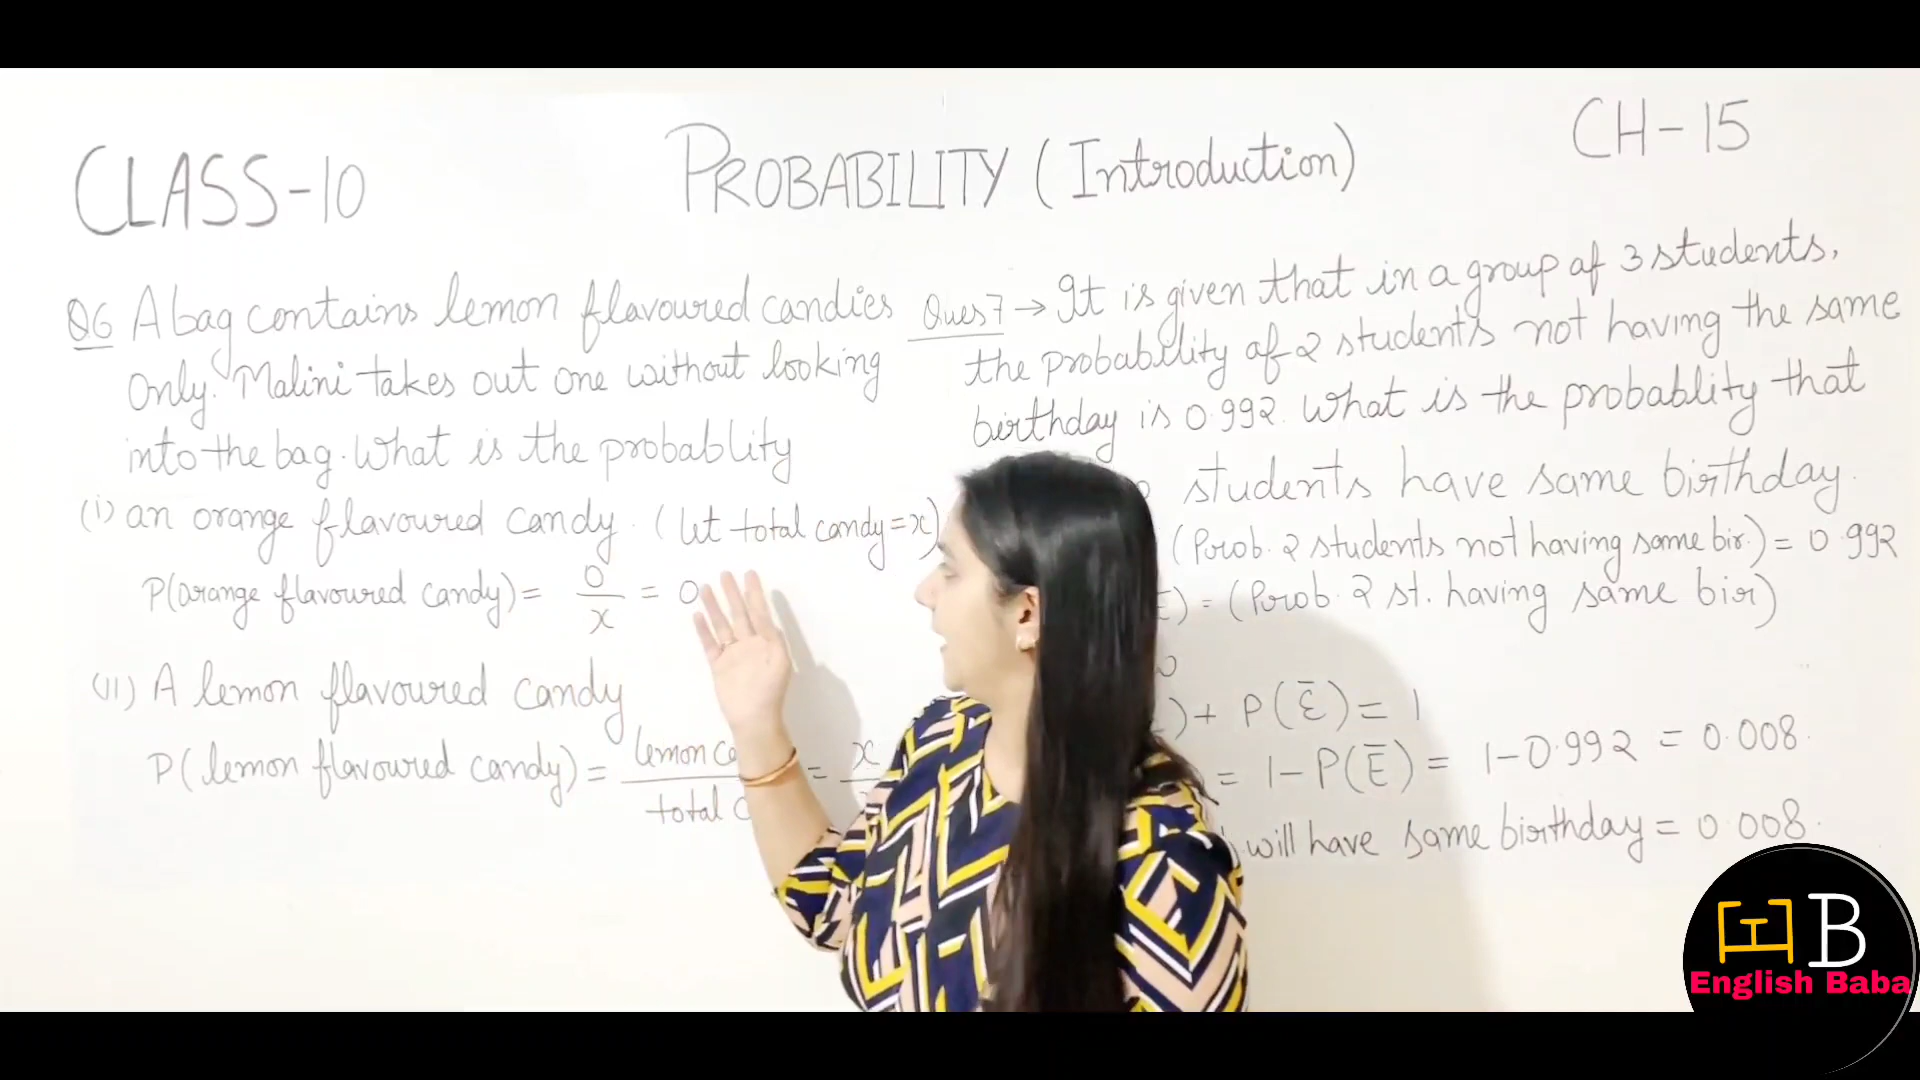 CLASS-10
PROBABILITY (Introduction)
CH-15
Q6 A bag contains lemon flavoured candies
Only. Malini takes out one without looking
into the bag. What is the probablity
(i) an orange flavoured candy. (let total candy=x)
P(orange flavoured candy)= 0/x = 0
(II) A lemon flavoured candy
P(lemon flavoured candy)= lemon / total = x
Ques 7 → It is given that in a group of 3 students,
the probability of 2 students not having the same
birthday is 0.992. What is the probablity that
students have same birthday.
(Prob. 2 students not having same bir.) = 0.992
) = (Prob. 2 st. having same bir)
) + P(Ē) = 1
= 1-P(Ē) = 1-0.992 = 0.008.
will have same birthday = 0.008.
HB
English Baba